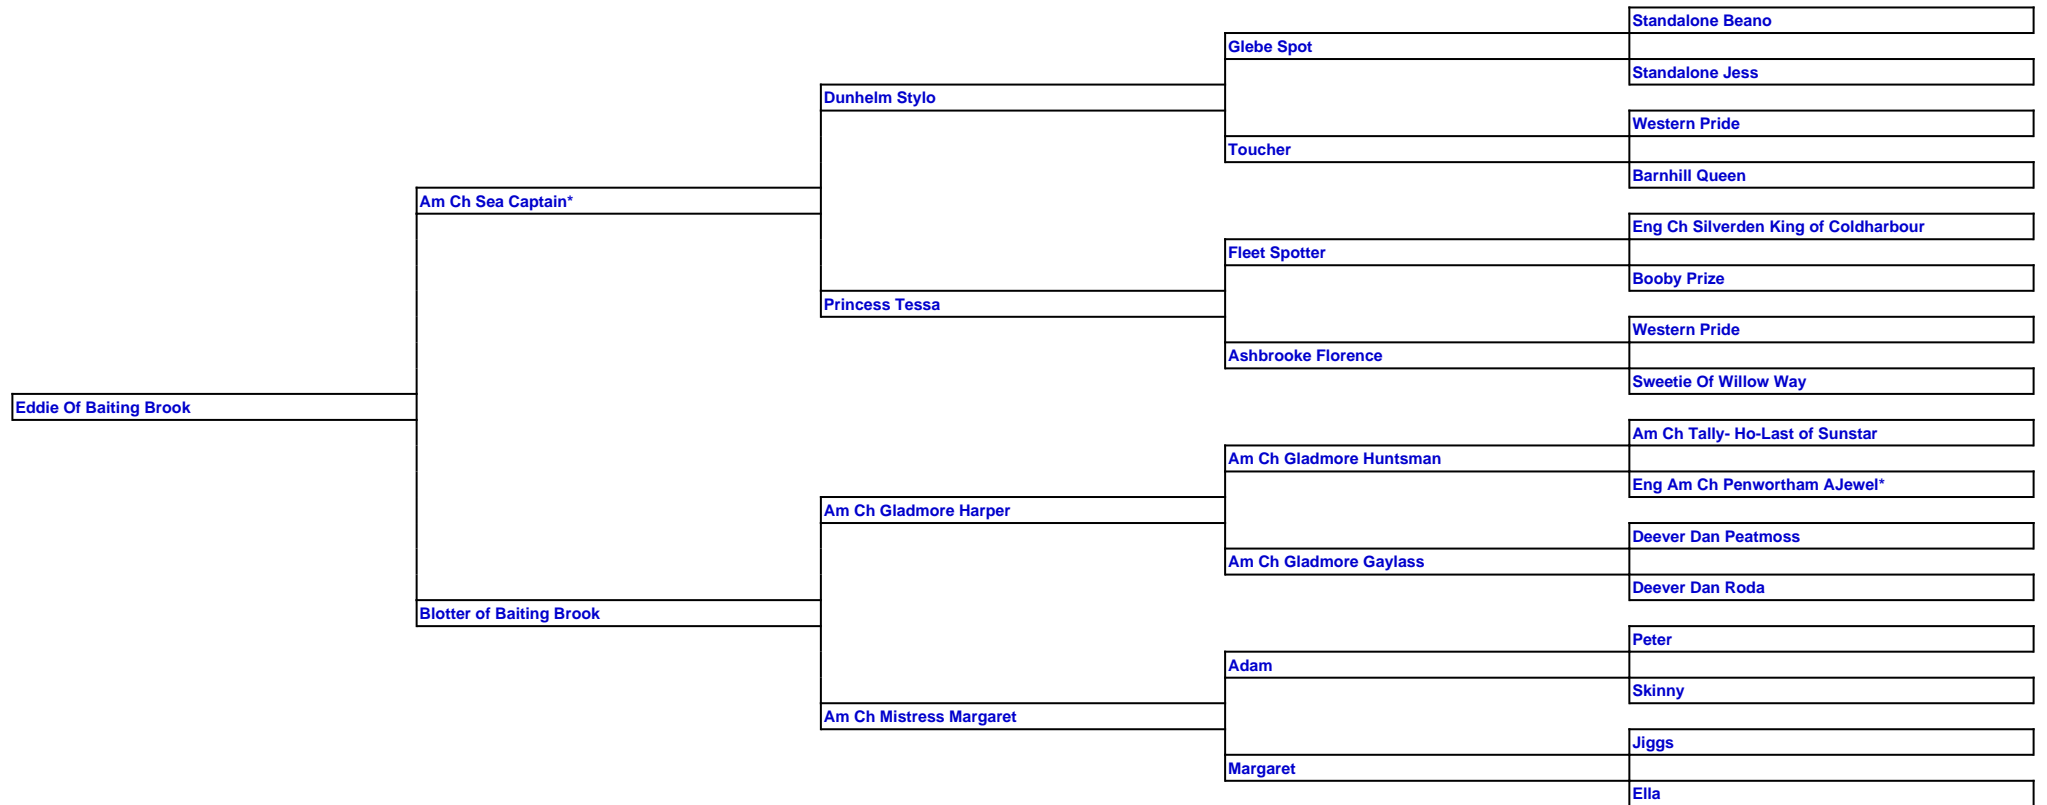 Standalone Beano
Glebe Spot
Standalone Jess
Dunhelm Stylo
Western Pride
Toucher
Barnhill Queen
Am Ch Sea Captain*
Eng Ch Silverden King of Coldharbour
Fleet Spotter
Booby Prize
Princess Tessa
Western Pride
Ashbrooke Florence
Sweetie Of Willow Way
Eddie Of Baiting Brook
Am Ch Tally- Ho-Last of Sunstar
Am Ch Gladmore Huntsman
Eng Am Ch Penwortham AJewel*
Am Ch Gladmore Harper
Deever Dan Peatmoss
Am Ch Gladmore Gaylass
Deever Dan Roda
Blotter of Baiting Brook
Peter
Adam
Skinny
Am Ch Mistress Margaret
Jiggs
Margaret
Ella